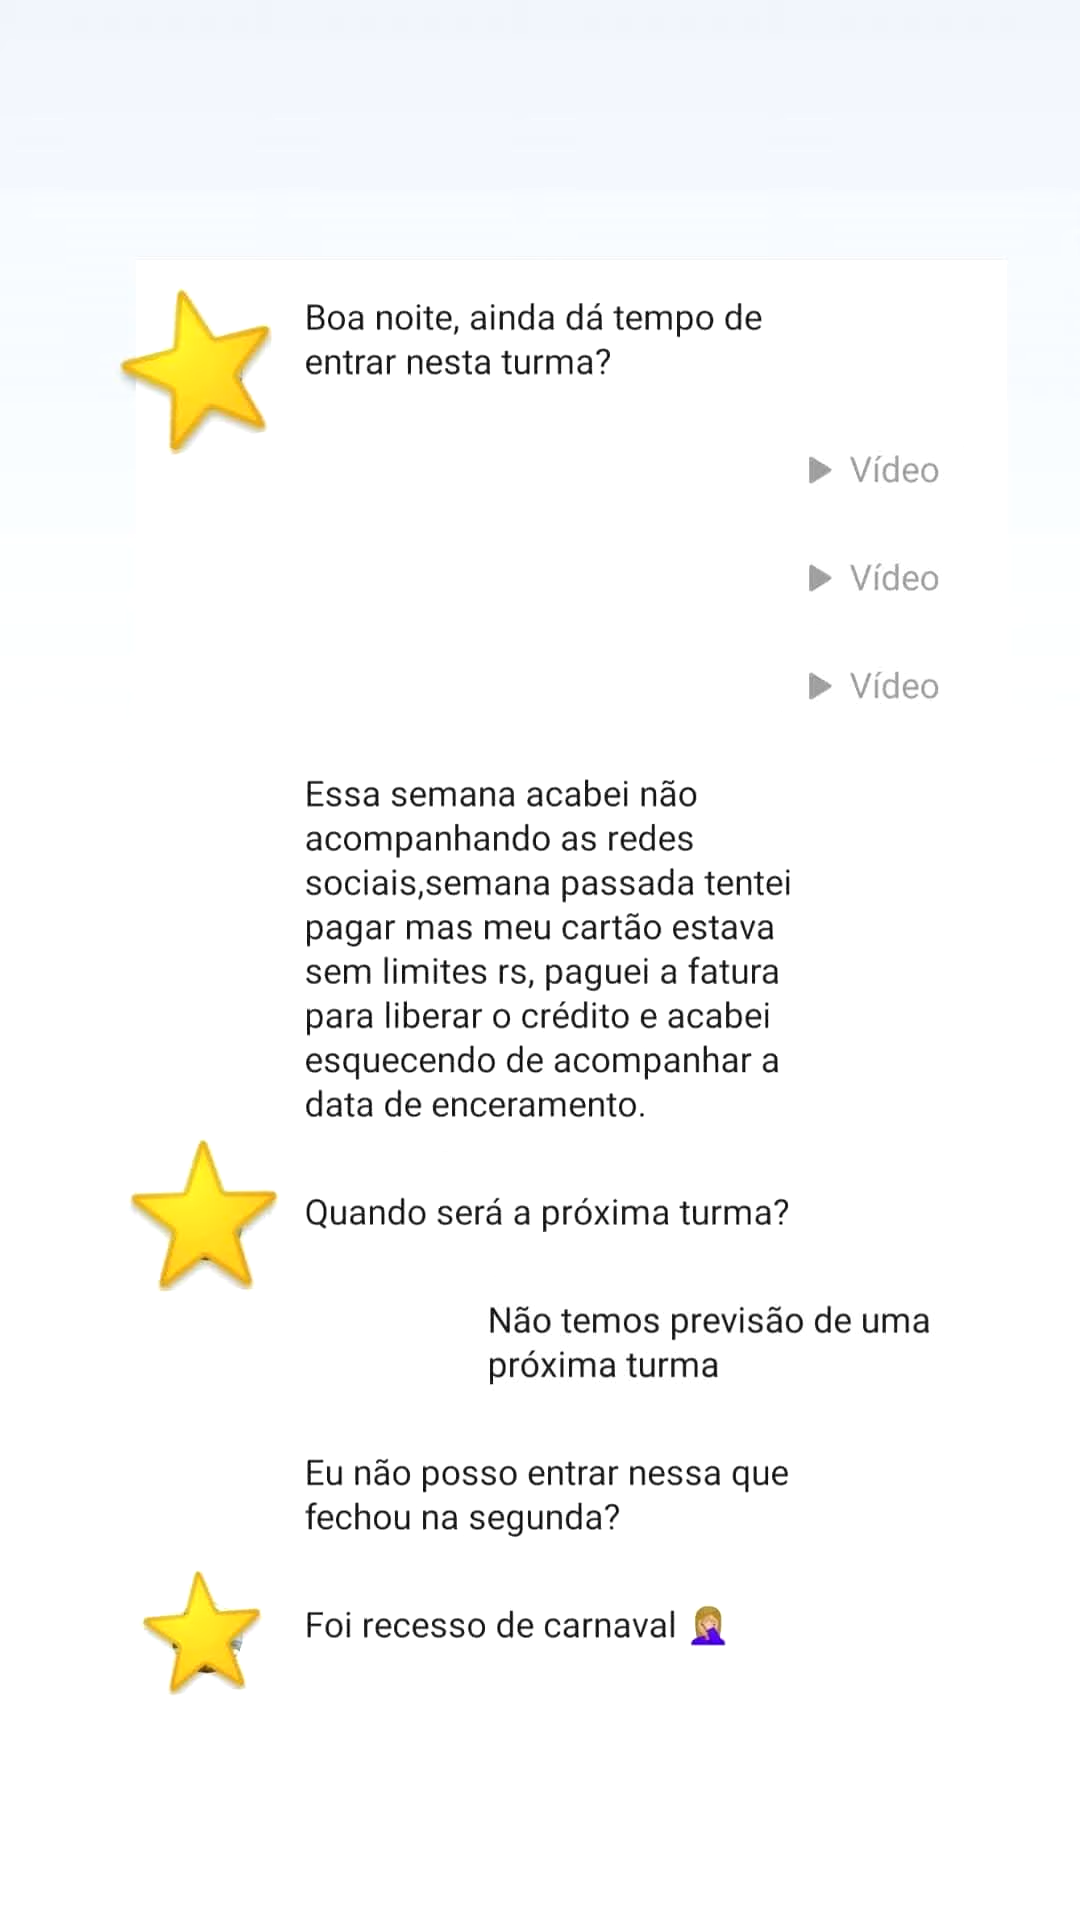 Boa noite, ainda dá tempo de
entrar nesta turma?
Vídeo
Vídeo
Vídeo
Essa semana acabei não
acompanhando as redes
sociais,semana passada tentei
pagar mas meu cartão estava
sem limites rs, paguei a fatura
para liberar o crédito e acabei
esquecendo de acompanhar a
data de enceramento.
Quando será a próxima turma?
Não temos previsão de uma
próxima turma
Eu não posso entrar nessa que
fechou na segunda?
Foi recesso de carnaval 🤦🏼‍♀️